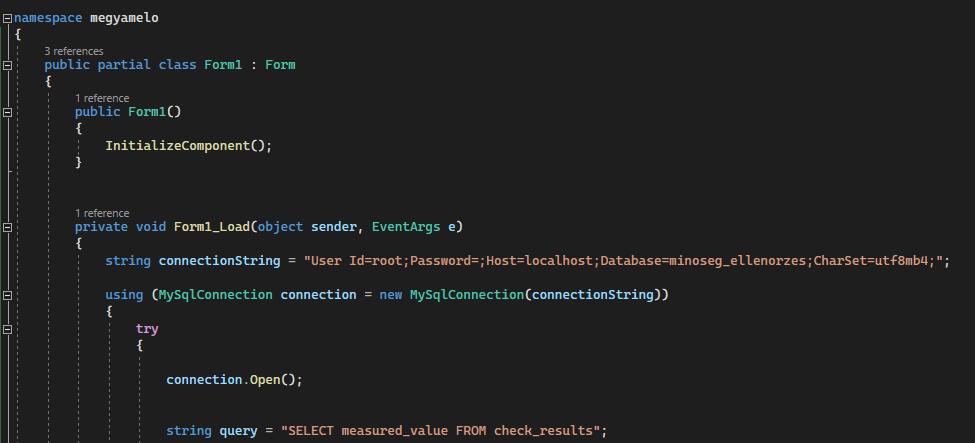 namespace megyamelo
{
3 references
public partial class Form1 : Form
{
1 reference
public Form1()
{
InitializeComponent();
}
1 reference
private void Form1_Load(object sender, EventArgs e)
{
string connectionString = "User Id=root;Password=;Host=localhost;Database=minoseg_ellenorzes;CharSet=utf8mb4;";
using (MySqlConnection connection = new MySqlConnection(connectionString))
{
try
{
connection.Open();
string query = "SELECT measured_value FROM check_results";